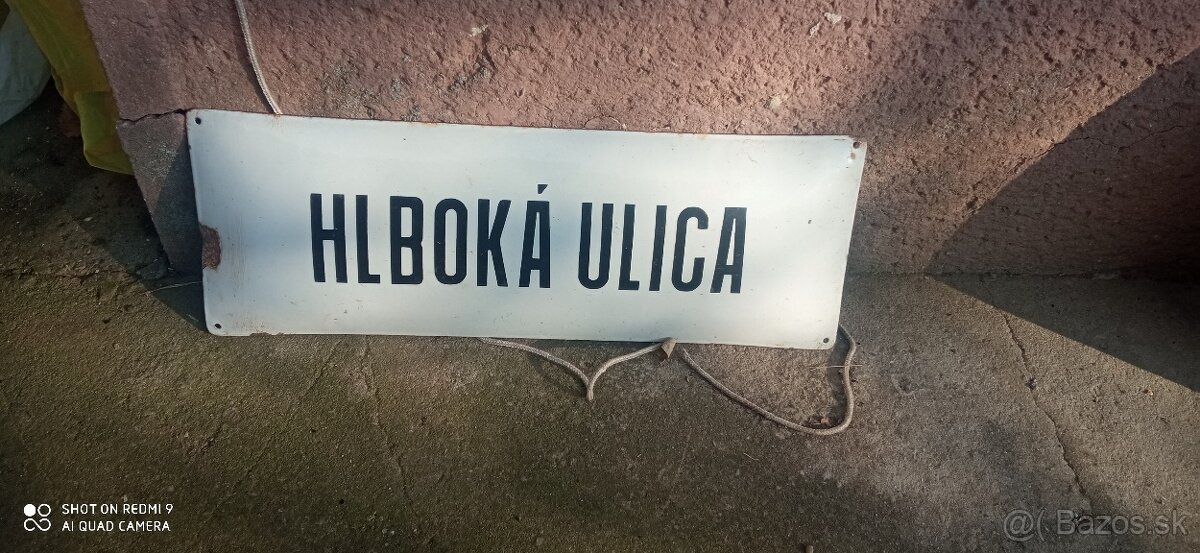 HLBOKÁ ULICA
SHOT ON REDMI 9
AI QUAD CAMERA
@( Bazos.sk